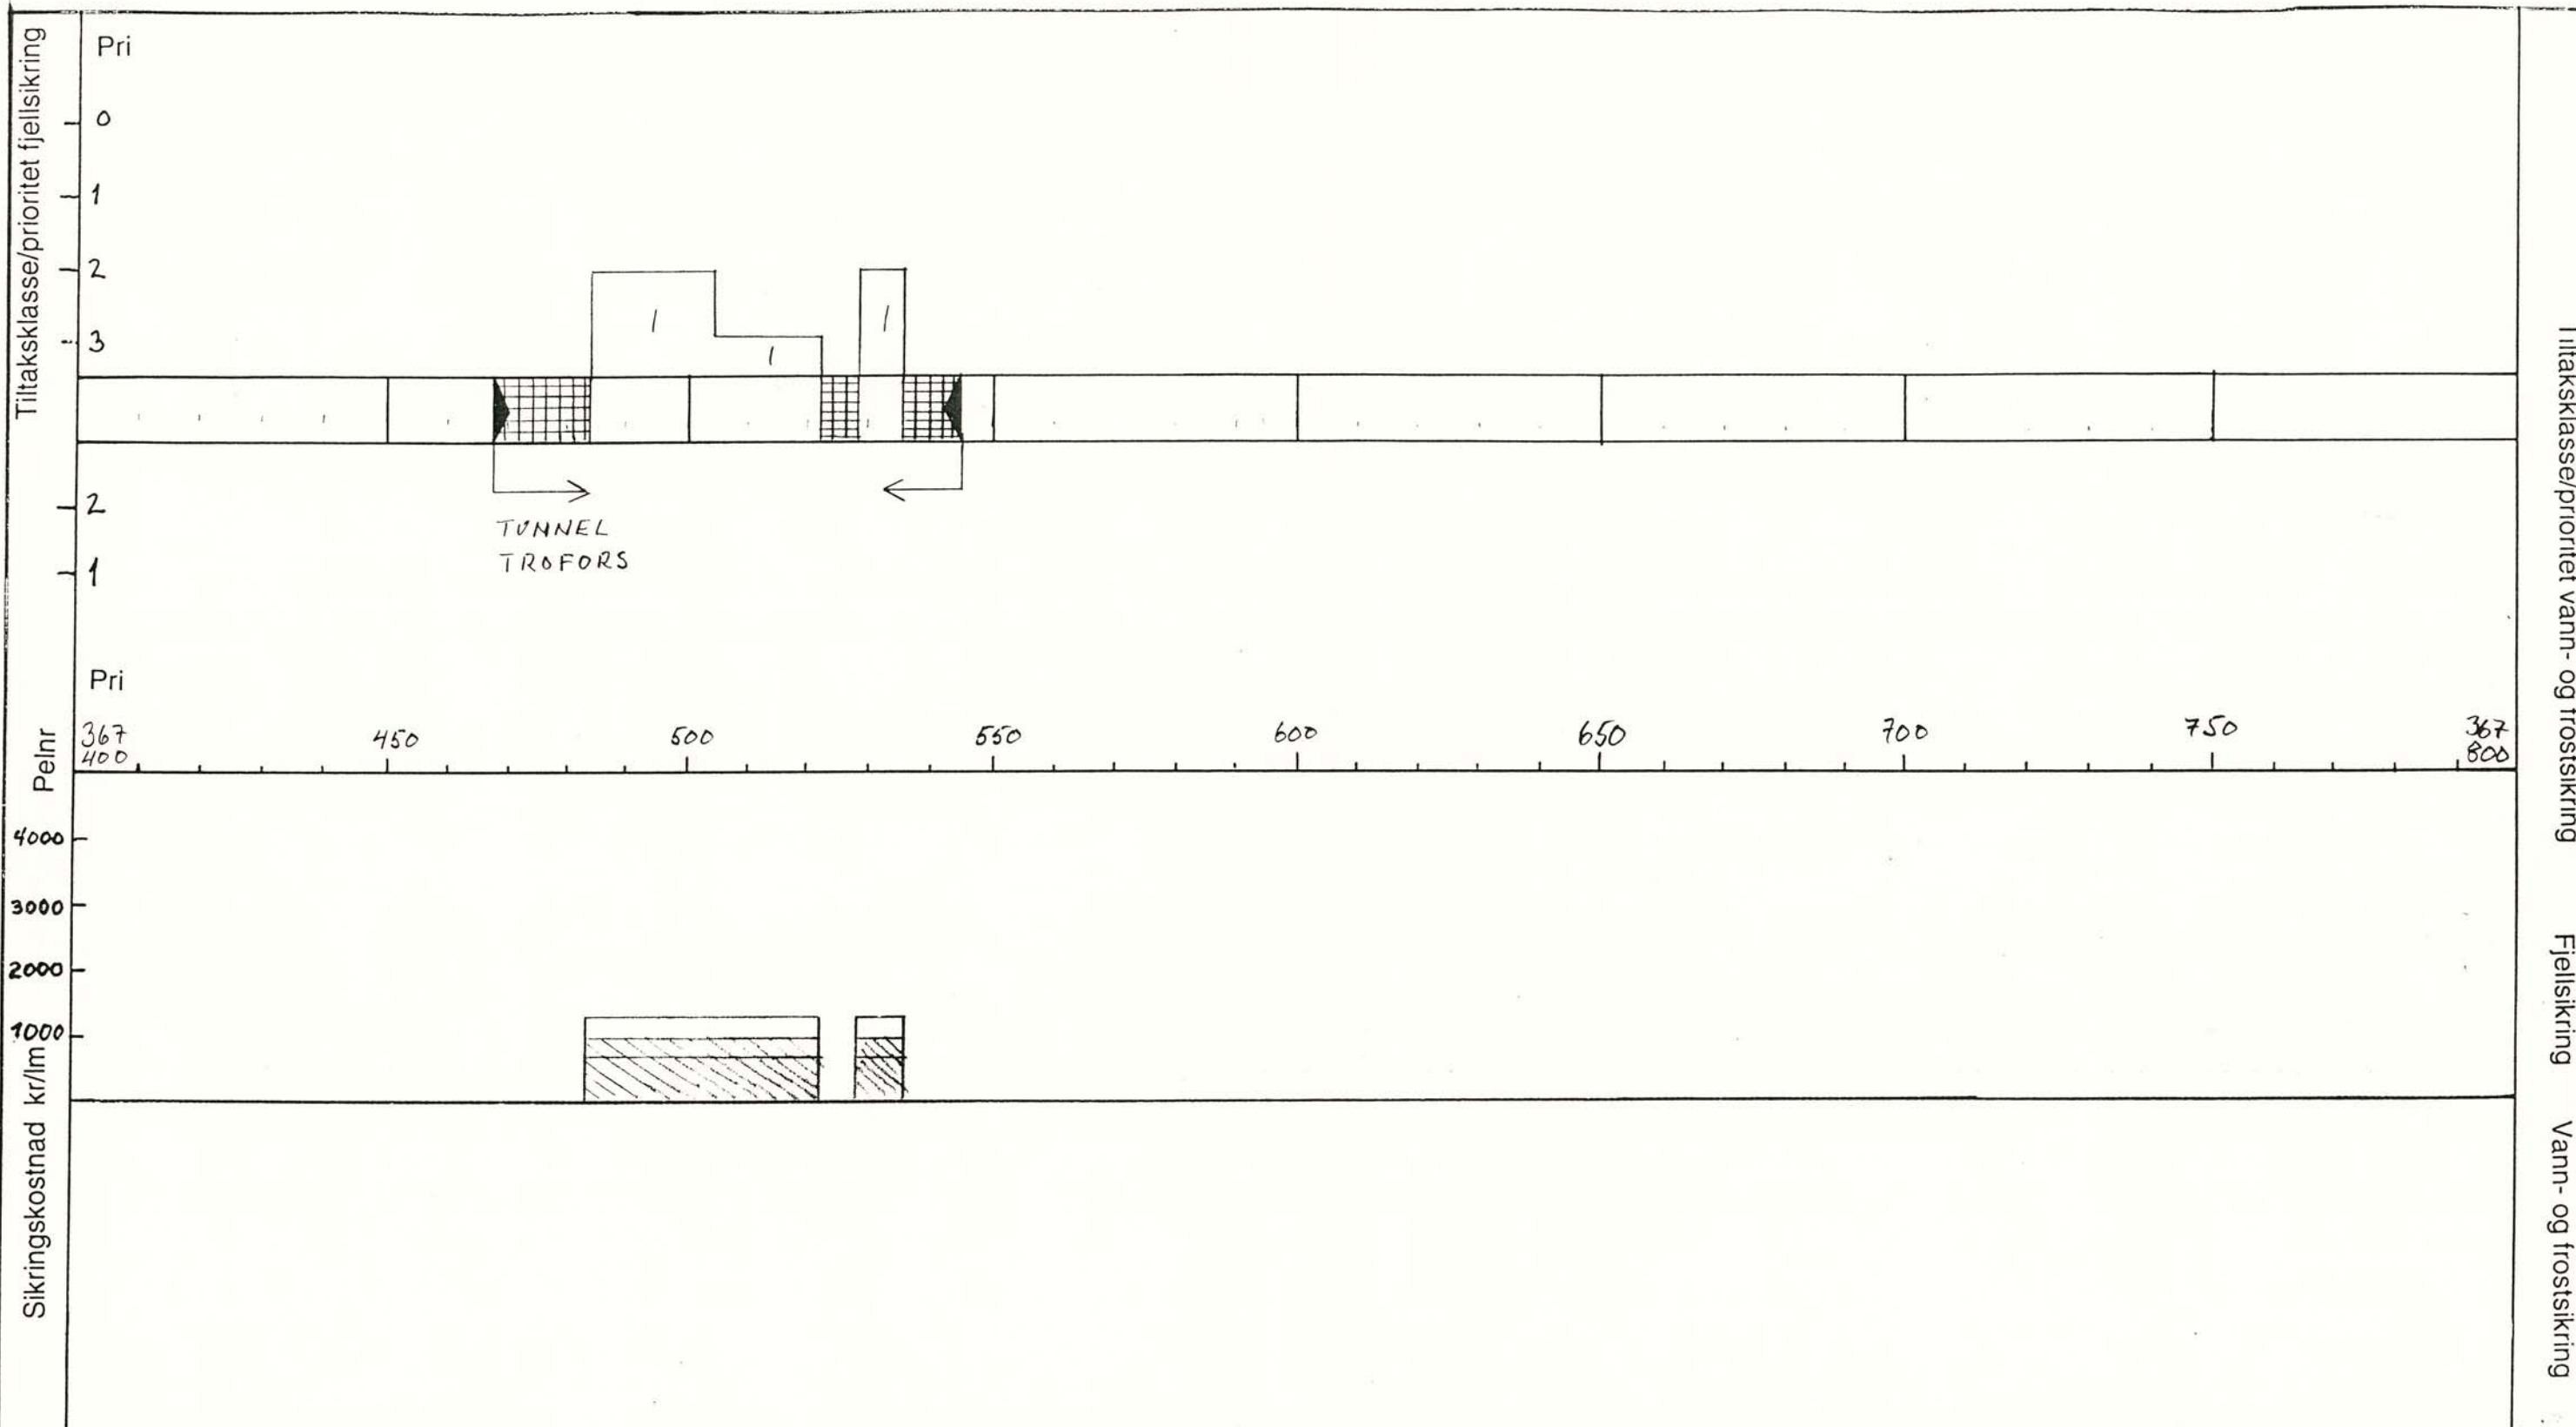 Tiltaksklasse/prioritet fjellsikring
Pri
0
1
2
3
1
1
1
2
1
TUNNEL
TROFORS
Pri
Pelnr
367
400
450
500
550
600
650
700
750
367
800
4000
3000
2000
1000
Sikringskostnad kr/lm
Tiltaksklasse/prioritet vann- og frostsikring
Fjellsikring
Vann- og frostsikring